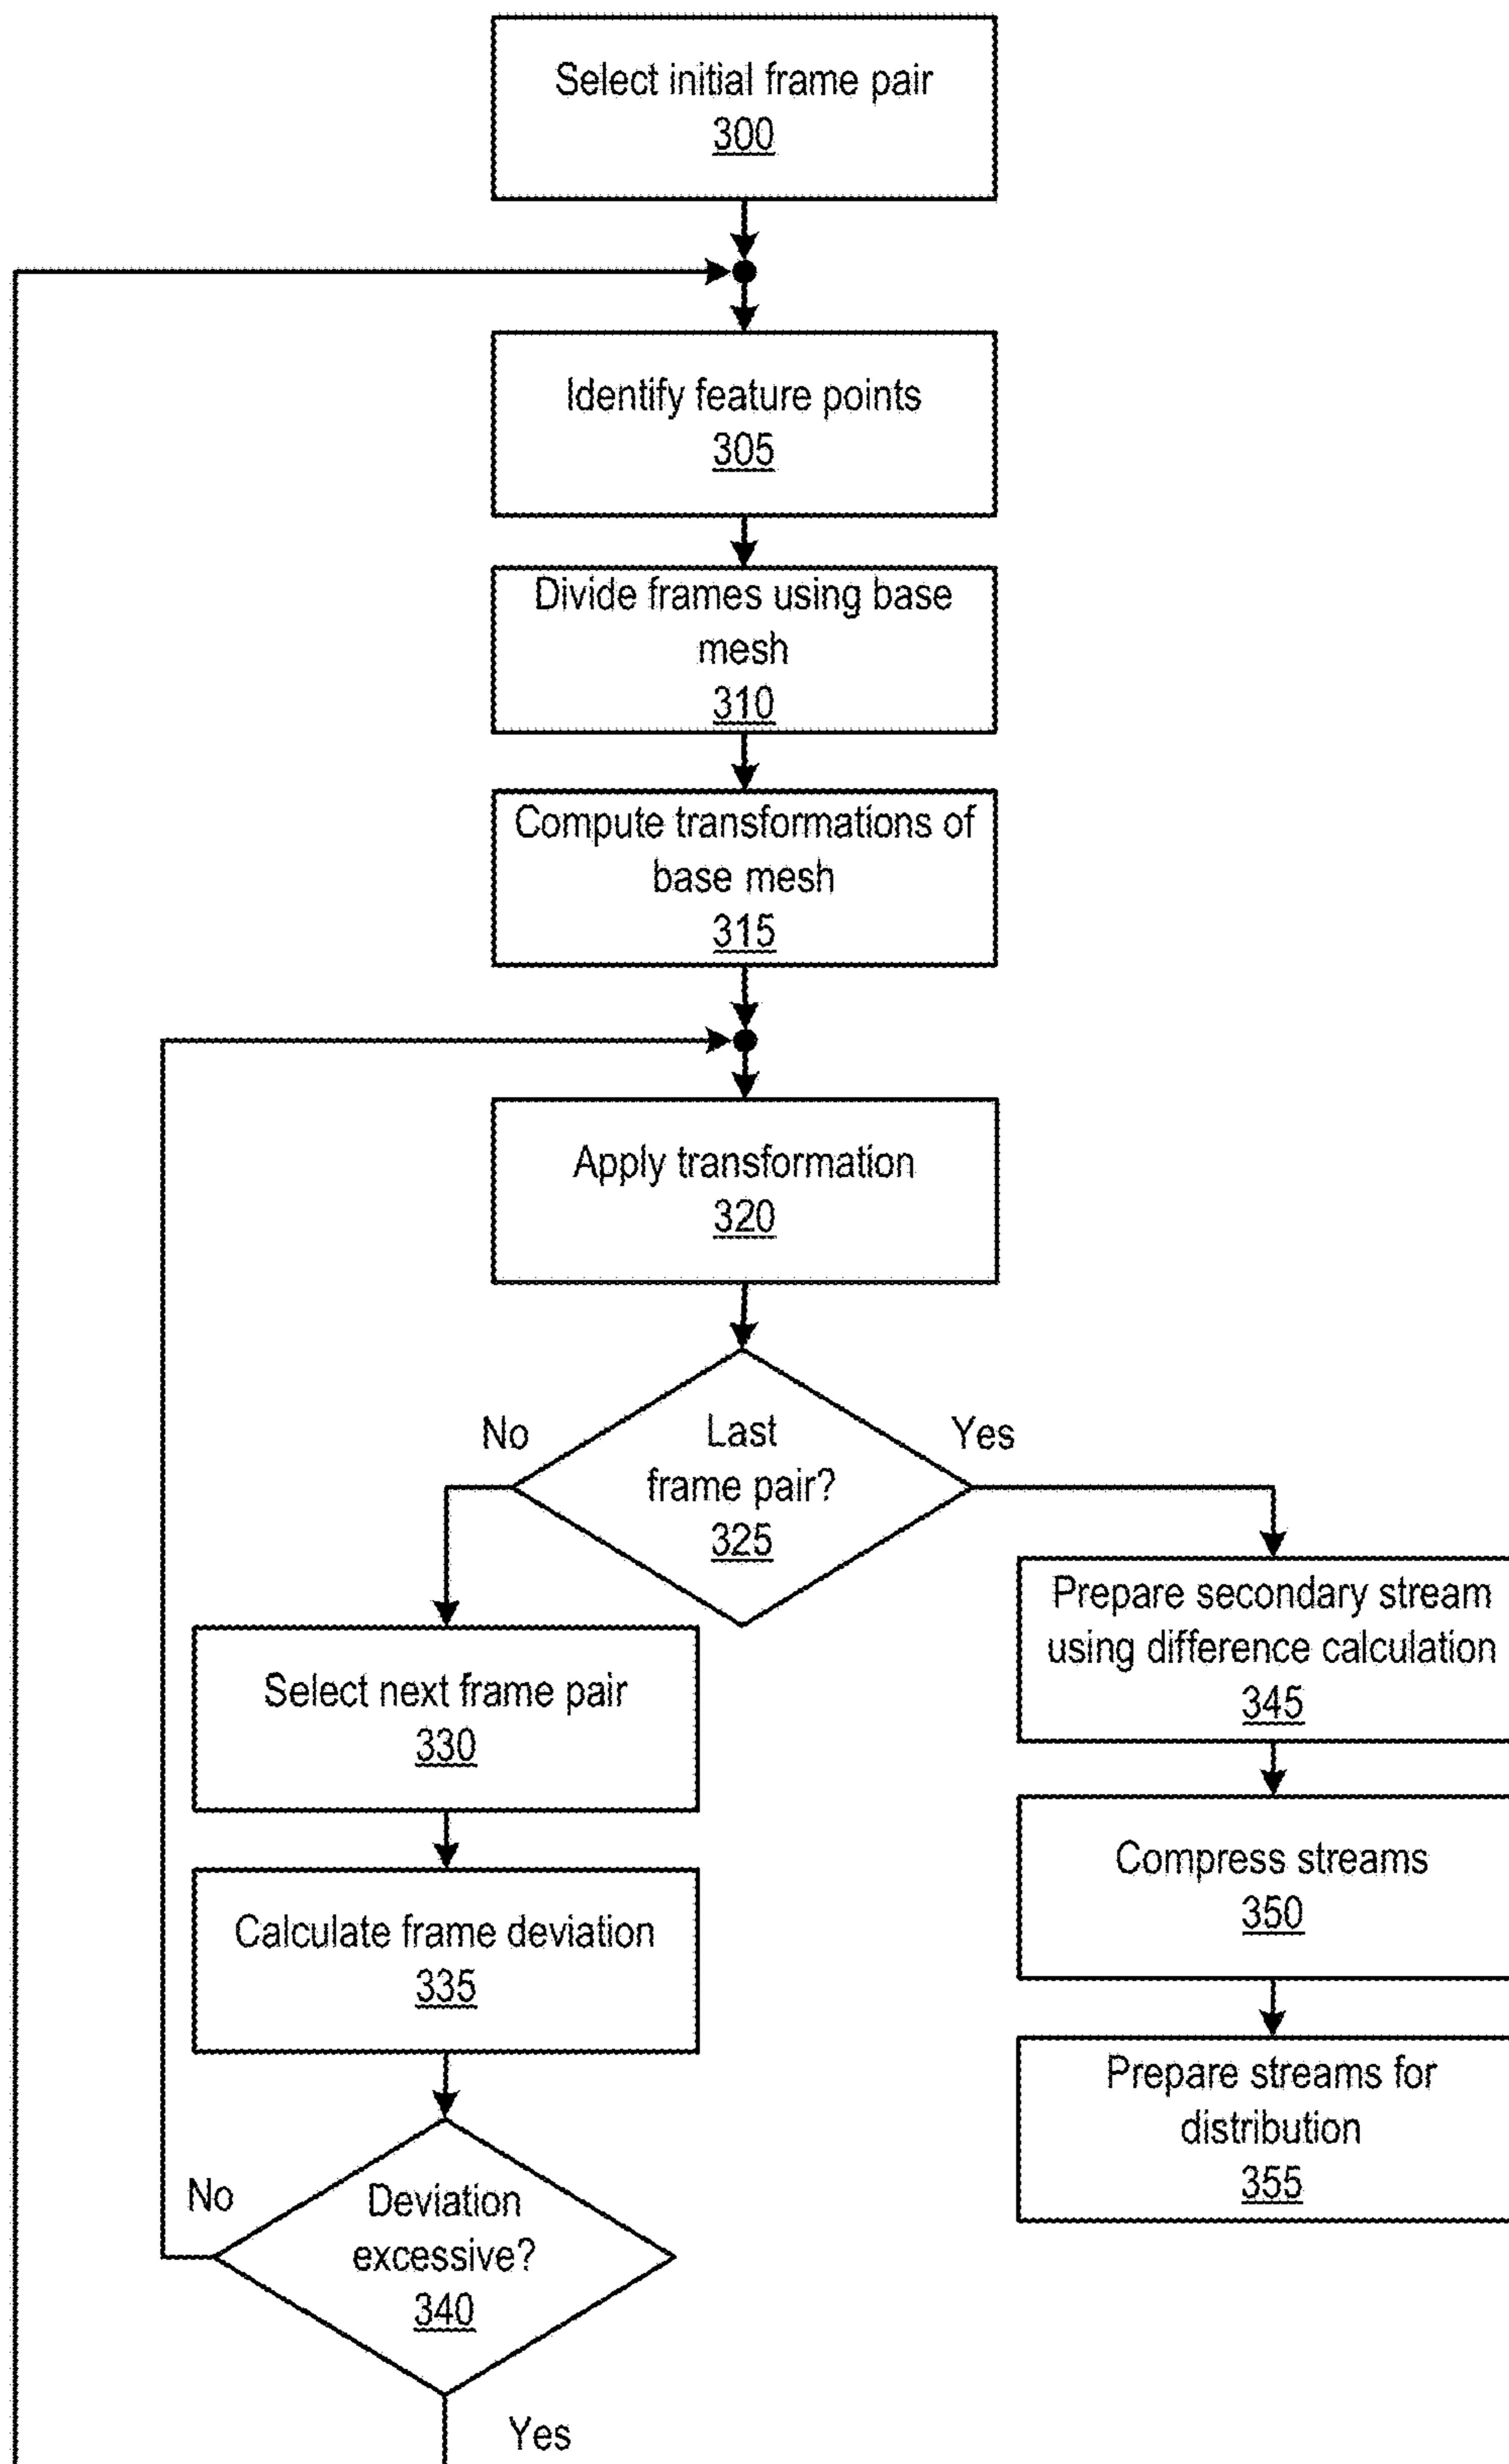 Select initial frame pair
300
Identify feature points
305
Divide frames using base
mesh
310
Compute transformations of
base mesh
315
Apply transformation
320
Last
frame pair?
325
No
Yes
Select next frame pair
330
Calculate frame deviation
335
Deviation
excessive?
340
No
Yes
Prepare secondary stream
using difference calculation
345
Compress streams
350
Prepare streams for
distribution
355